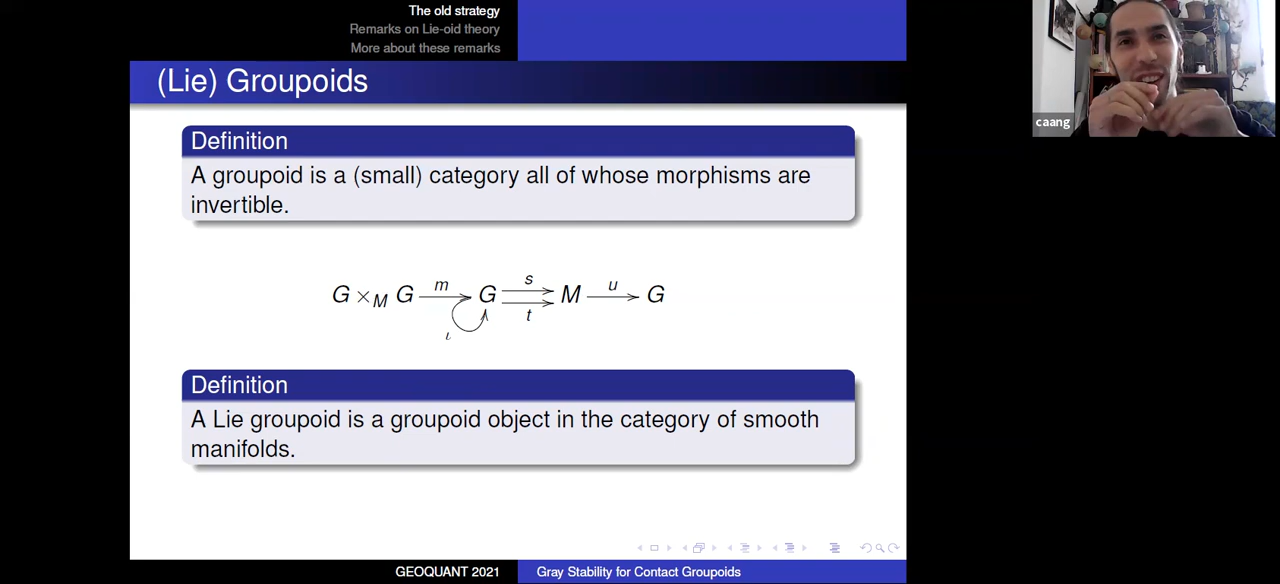 The old strategy
Remarks on Lie-oid theory
More about these remarks
(Lie) Groupoids
Definition
A groupoid is a (small) category all of whose morphisms are
invertible.
G ×M G m G s t M u G
ι
Definition
A Lie groupoid is a groupoid object in the category of smooth
manifolds.
GEOQUANT 2021 Gray Stability for Contact Groupoids
caang